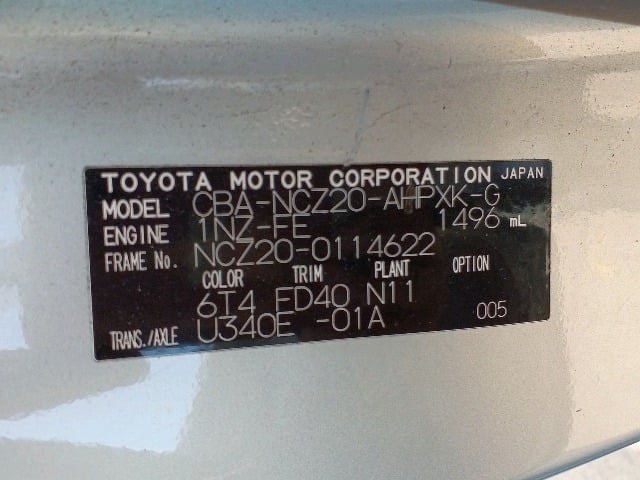 TOYOTA MOTOR CORPORATION JAPAN
MODEL CBA-NCZ20-AHPXK-G
ENGINE 1NZ-FE 1496 mL
FRAME No. NCZ20-0114622
COLOR TRIM PLANT OPTION
6T4 FD40 N11
TRANS./AXLE U340E -01A 005